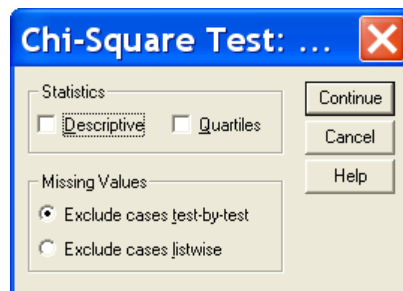 Chi-Square Test: ...
Statistics
Descriptive
Quartiles
Continue
Cancel
Help
Missing Values
Exclude cases test-by-test
Exclude cases listwise